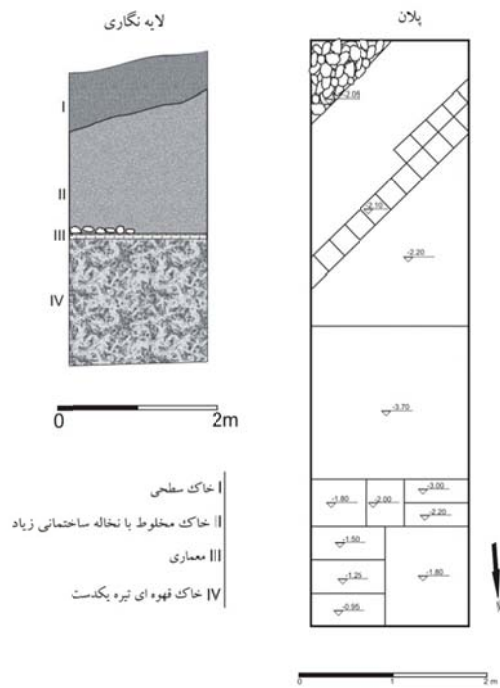 لایه نگاری
پلان
I
II
III
IV
0
2m
I خاک سطحی
II خاک مخلوط با نخاله ساختمانی زیاد
III معماری
IV خاک قهوه ای تیره یکدست
-2.05
-2.10
-2.20
-3.70
-1.80
-2.00
-3.00
-2.20
-1.50
-1.25
-0.95
-1.80
0
1
2 m